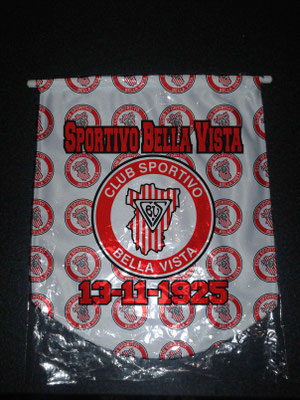 SPORTIVO BELLA VISTA
CLUB SPORTIVO
BELLA VISTA
13-11-1925